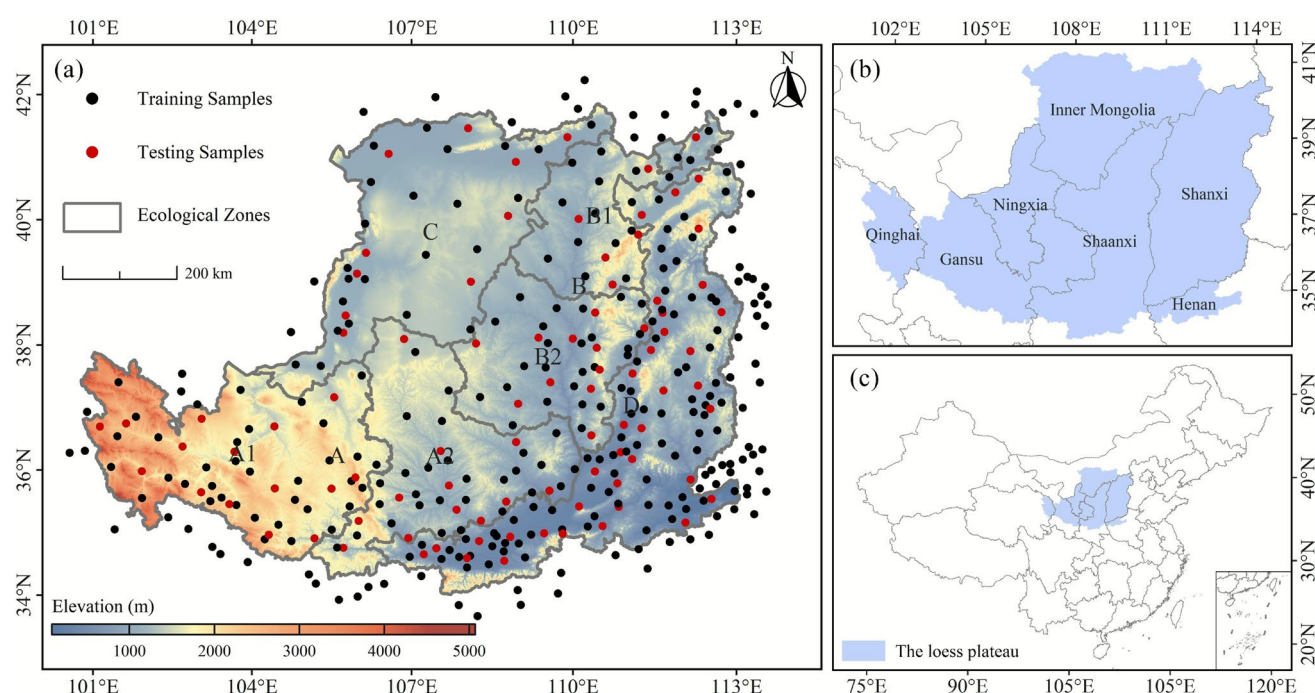 101°E 104°E 107°E 110°E 113°E
(a)
N
42°N
Training Samples
Testing Samples
Ecological Zones
40°N
200 km
38°N
36°N
34°N
C
B1
B
B2
D
A1
A
A2
Elevation (m)
1000 2000 3000 4000 5000
101°E 104°E 107°E 110°E 113°E
102°E 105°E 108°E 111°E 114°E
(b)
41°N
39°N
37°N
35°N
Inner Mongolia
Shanxi
Ningxia
Qinghai
Gansu
Shaanxi
Henan
(c)
50°N
40°N
30°N
20°N
The loess plateau
75°E 90°E 105°E 120°E